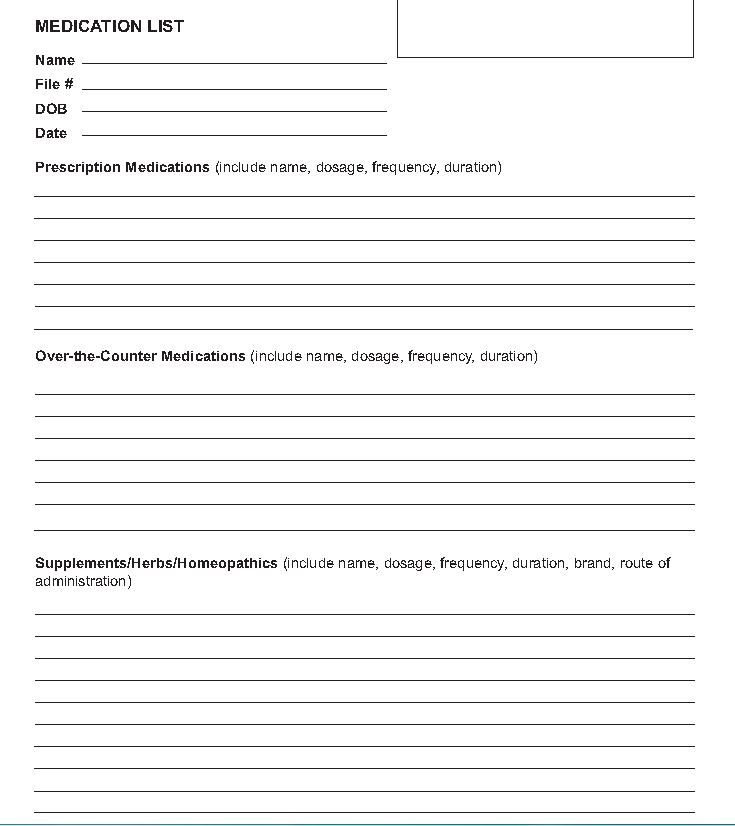 MEDICATION LIST
Name
File #
DOB
Date
Prescription Medications (include name, dosage, frequency, duration)
Over-the-Counter Medications (include name, dosage, frequency, duration)
Supplements/Herbs/Homeopathics (include name, dosage, frequency, duration, brand, route of
administration)